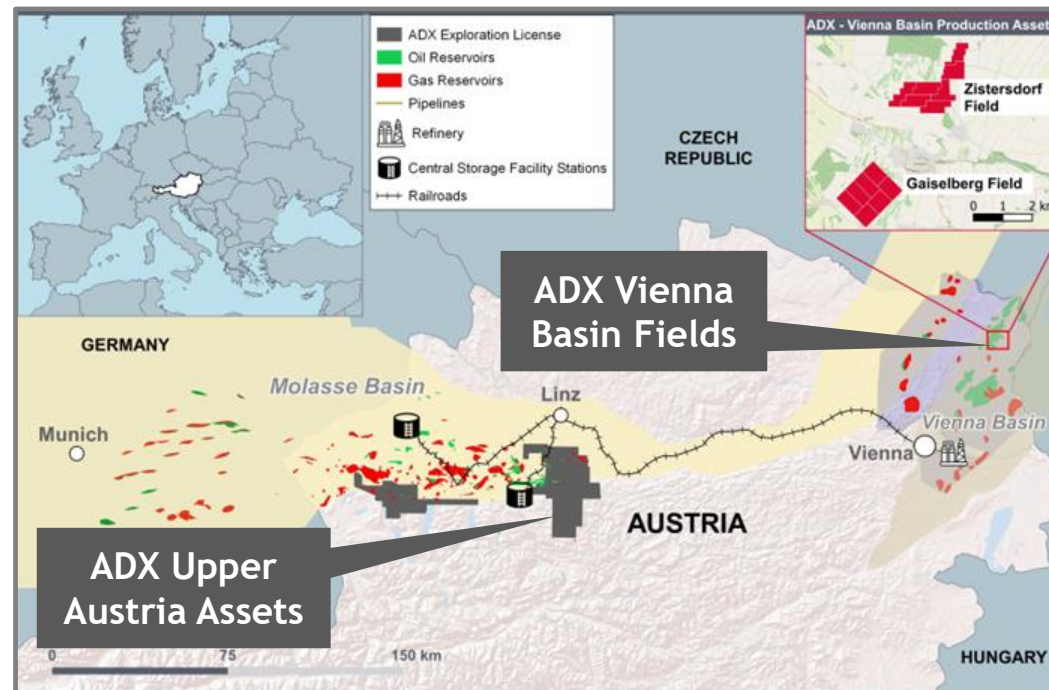 ADX Exploration License
Oil Reservoirs
Gas Reservoirs
Pipelines
Refinery
Central Storage Facility Stations
Railroads
ADX - Vienna Basin Production Asset
Zistersdorf
Field
Gaiselberg Field
0 1 2 k
CZECH
REPUBLIC
ADX Vienna
Basin Fields
GERMANY
Molasse Basin
Linz
Munich
Vienna Basin
Vienna
AUSTRIA
ADX Upper
Austria Assets
0 75 150 km
HUNGARY